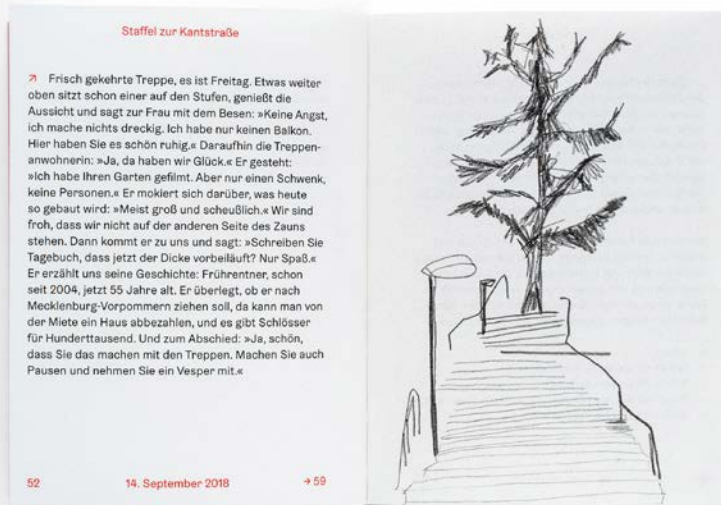 Staffel zur Kantstraße
↗ Frisch gekehrte Treppe, es ist Freitag. Etwas weiter
oben sitzt schon einer auf den Stufen, genießt die
Aussicht und sagt zur Frau mit dem Besen: »Keine Angst,
ich mache nichts dreckig. Ich habe nur keinen Balkon.
Hier haben Sie es schön ruhig.« Daraufhin die Treppen-
anwohnerin: »Ja, da haben wir Glück.« Er gesteht:
»Ich habe Ihren Garten gefilmt. Aber nur einen Schwenk,
keine Personen.« Er mokiert sich darüber, was heute
so gebaut wird: »Meist groß und scheußlich.« Wir sind
froh, dass wir nicht auf der anderen Seite des Zauns
stehen. Dann kommt er zu uns und sagt: »Schreiben Sie
Tagebuch, dass jetzt der Dicke vorbeiläuft? Nur Spaß.«
Er erzählt uns seine Geschichte: Frührentner, schon
seit 2004, jetzt 55 Jahre alt. Er überlegt, ob er nach
Mecklenburg-Vorpommern ziehen soll, da kann man von
der Miete ein Haus abbezahlen, und es gibt Schlösser
für Hunderttausend. Und zum Abschied: »Ja, schön,
dass Sie das machen mit den Treppen. Machen Sie auch
Pausen und nehmen Sie ein Vesper mit.«
52 14. September 2018 → 59